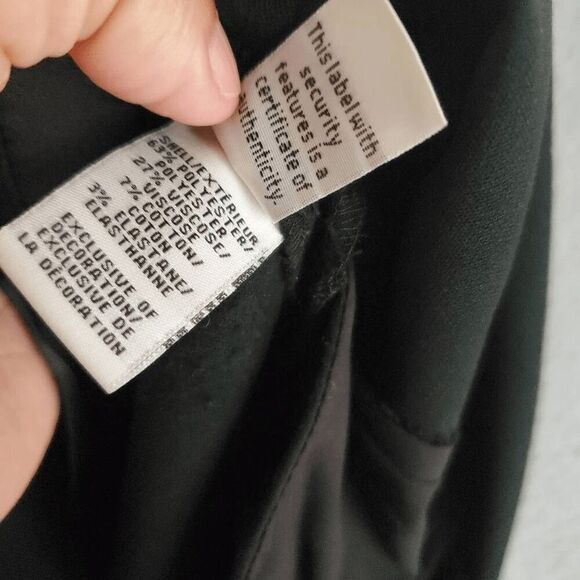 This label with
security
features is a
certificate of
authenticity.
SHELL/EXTÉRIEUR
63% POLYESTER/
POLYESTER
27% VISCOSE/
VISCOSE
7% COTTON/
COTON
3% ELASTANE/
ELASTHANNE
EXCLUSIVE OF
DECORATION/
EXCLUSIVE DE
LA DÉCORATION